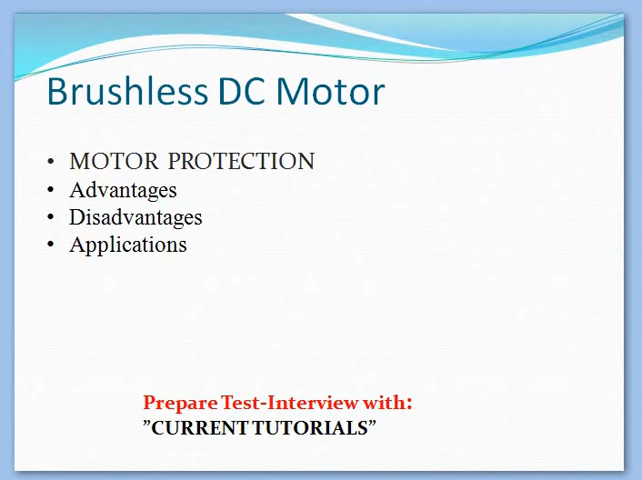 Brushless DC Motor
• MOTOR PROTECTION
• Advantages
• Disadvantages
• Applications
Prepare Test-Interview with:
”CURRENT TUTORIALS”